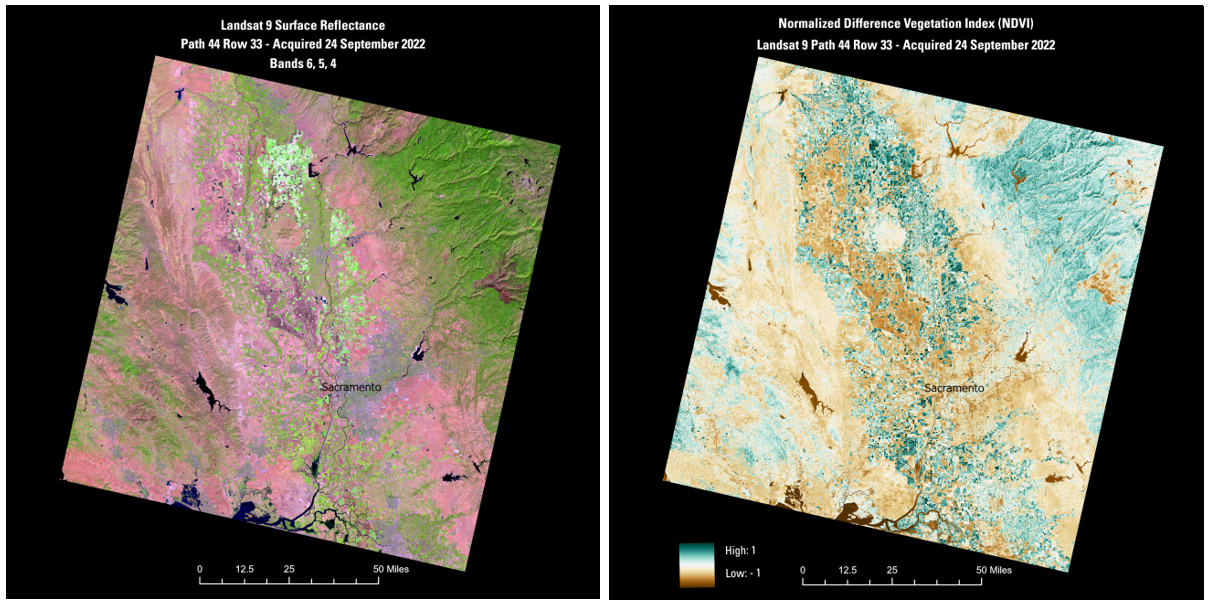 Landsat 9 Surface Reflectance
Path 44 Row 33 - Acquired 24 September 2022
Bands 6, 5, 4
Sacramento
0 12.5 25 50 Miles
Normalized Difference Vegetation Index (NDVI)
Landsat 9 Path 44 Row 33 - Acquired 24 September 2022
Sacramento
High: 1
Low: - 1
0 12.5 25 50 Miles